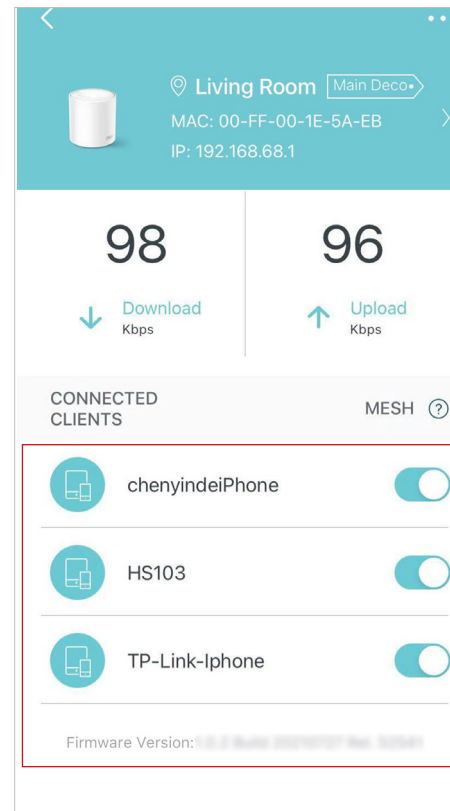 Living Room Main Deco
MAC: 00-FF-00-1E-5A-EB
IP: 192.168.68.1
98 96
Download Upload
Kbps Kbps
CONNECTED
CLIENTS
MESH ?
chenyindeiPhone
HS103
TP-Link-Iphone
Firmware Version: